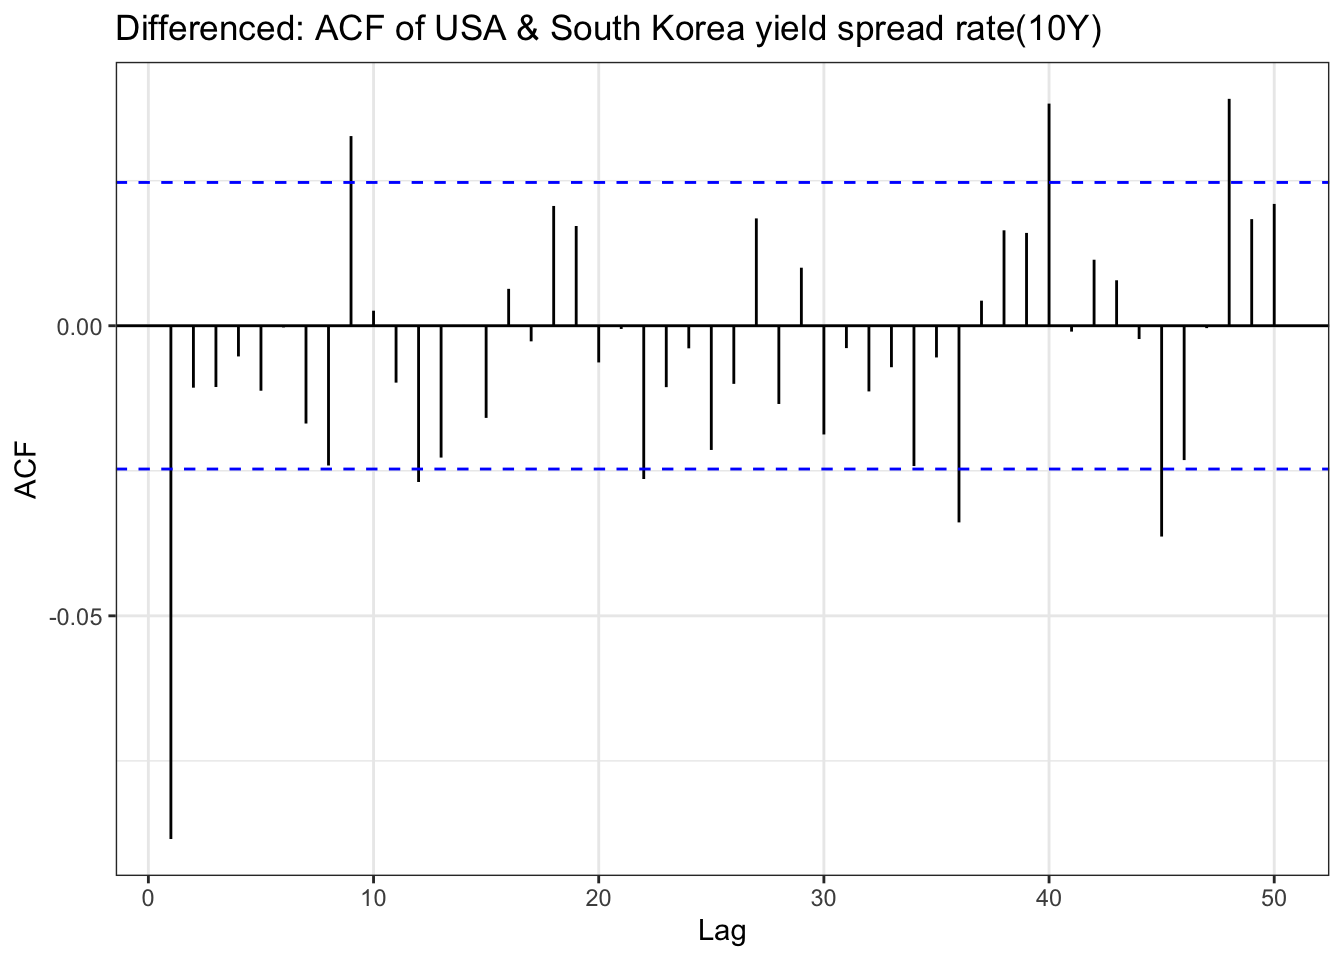 Differenced: ACF of USA & South Korea yield spread rate(10Y)
ACF
0.00
-0.05
0 10 20 30 40 50
Lag